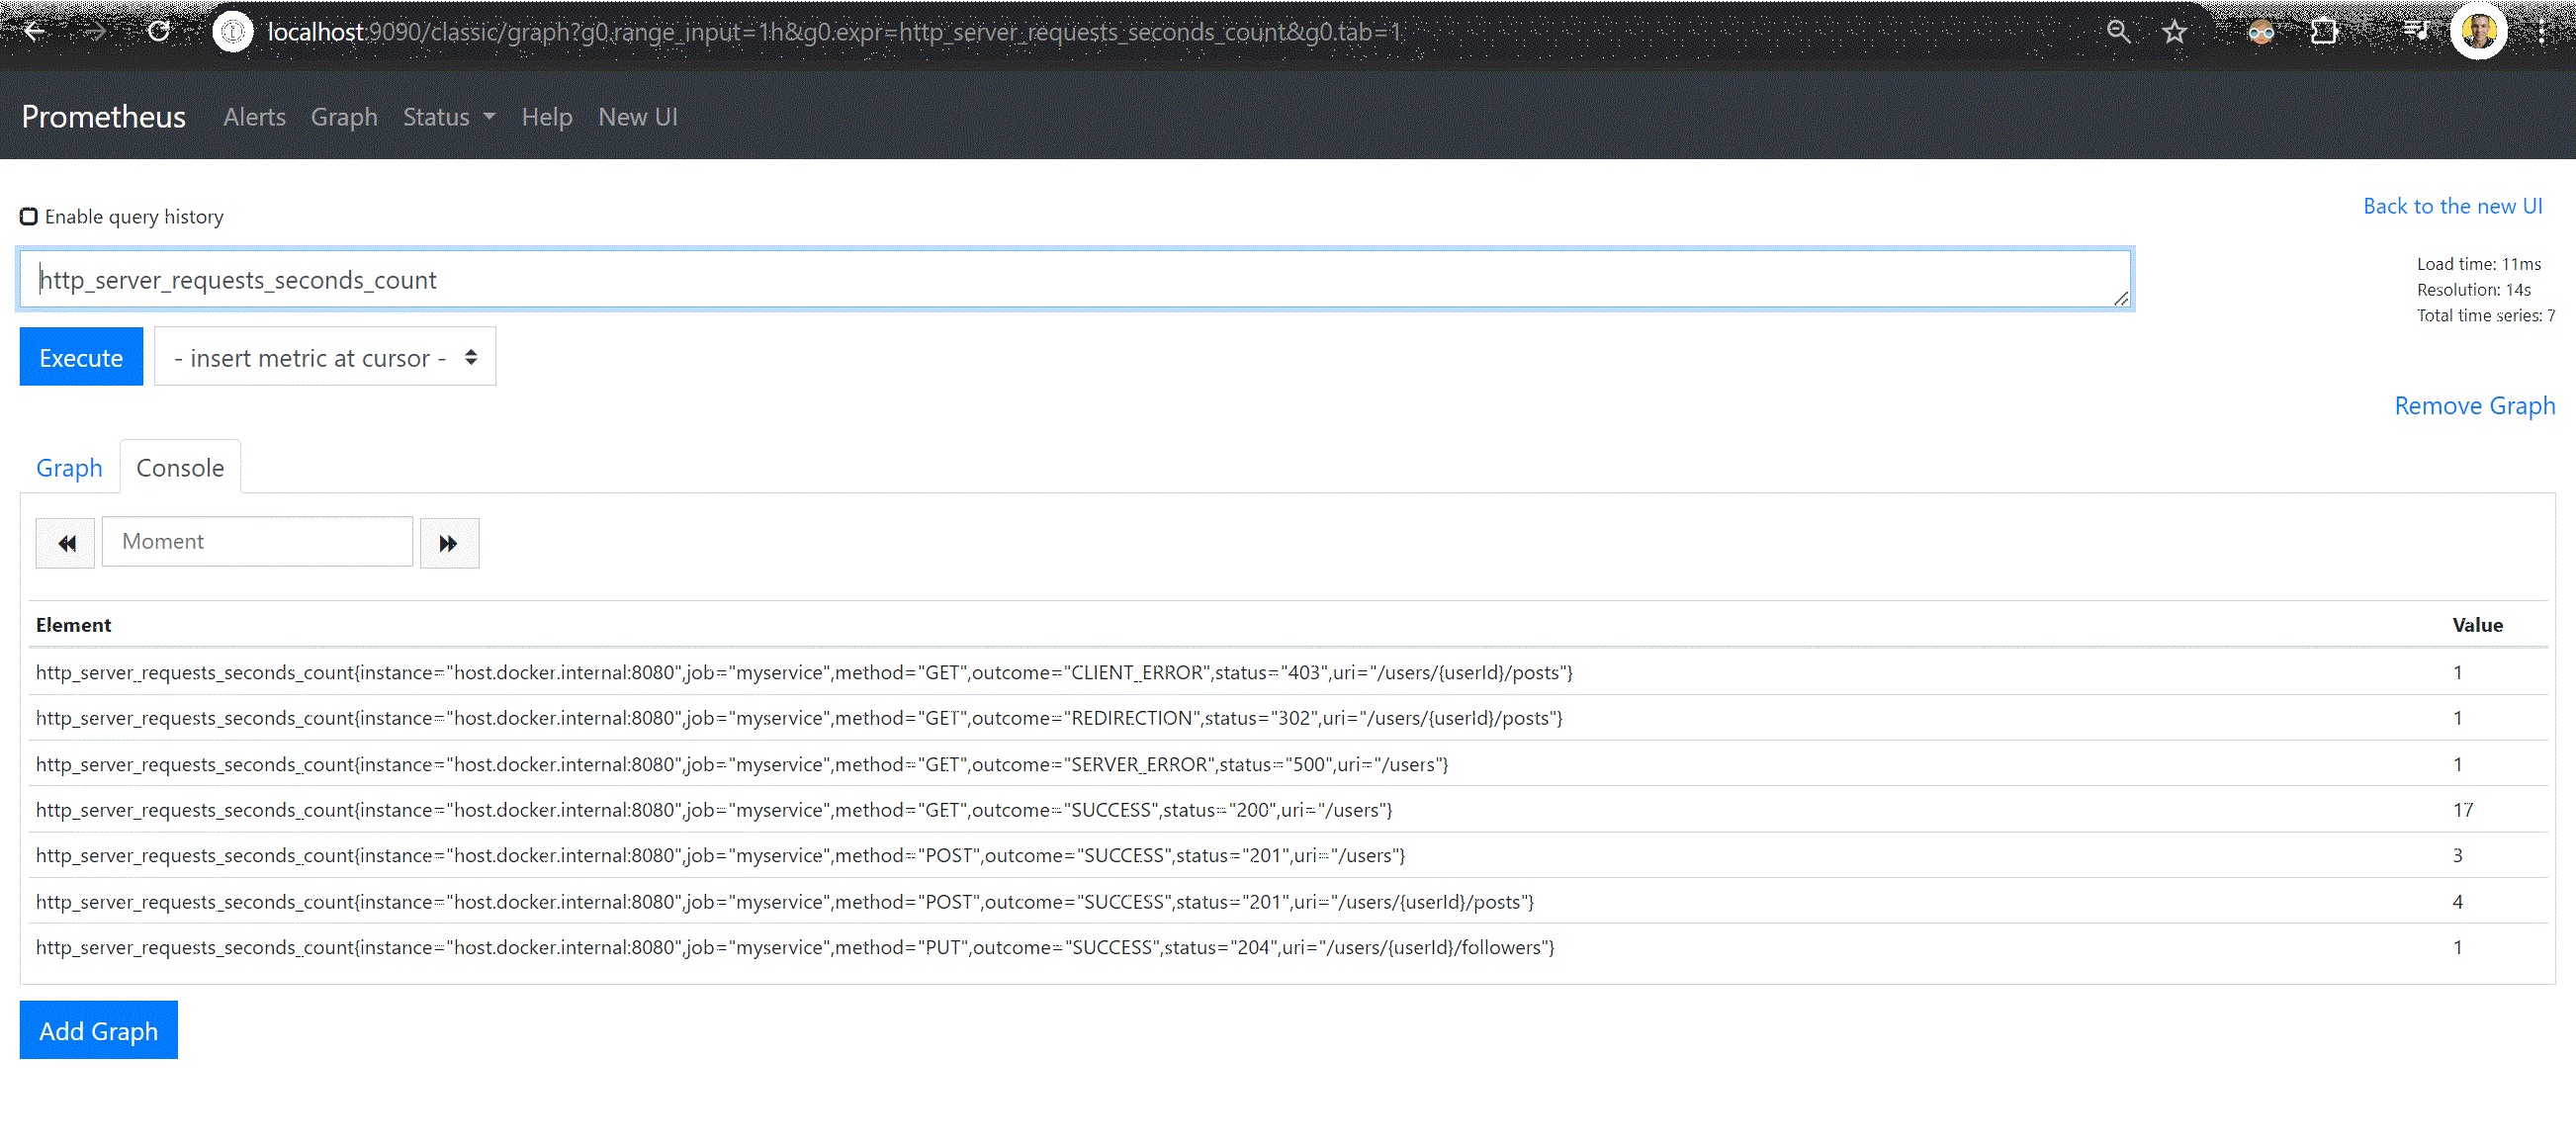 localhost:9090/classic/graph?g0.range_input=1h&g0.expr=http_server_requests_seconds_count&g0.tab=1
Prometheus Alerts Graph Status Help New UI
Enable query history
Back to the new UI
http_server_requests_seconds_count
Load time: 11ms
Resolution: 14s
Total time series: 7
Execute - insert metric at cursor -
Remove Graph
Graph Console
Moment
Element Value
http_server_requests_seconds_count{instance="host.docker.internal:8080",job="myservice",method="GET",outcome="CLIENT_ERROR",status="403",uri="/users/{userId}/posts"} 1
http_server_requests_seconds_count{instance="host.docker.internal:8080",job="myservice",method="GET",outcome="REDIRECTION",status="302",uri="/users/{userId}/posts"} 1
http_server_requests_seconds_count{instance="host.docker.internal:8080",job="myservice",method="GET",outcome="SERVER_ERROR",status="500",uri="/users"} 1
http_server_requests_seconds_count{instance="host.docker.internal:8080",job="myservice",method="GET",outcome="SUCCESS",status="200",uri="/users"} 17
http_server_requests_seconds_count{instance="host.docker.internal:8080",job="myservice",method="POST",outcome="SUCCESS",status="201",uri="/users"} 3
http_server_requests_seconds_count{instance="host.docker.internal:8080",job="myservice",method="POST",outcome="SUCCESS",status="201",uri="/users/{userId}/posts"} 4
http_server_requests_seconds_count{instance="host.docker.internal:8080",job="myservice",method="PUT",outcome="SUCCESS",status="204",uri="/users/{userId}/followers"} 1
Add Graph